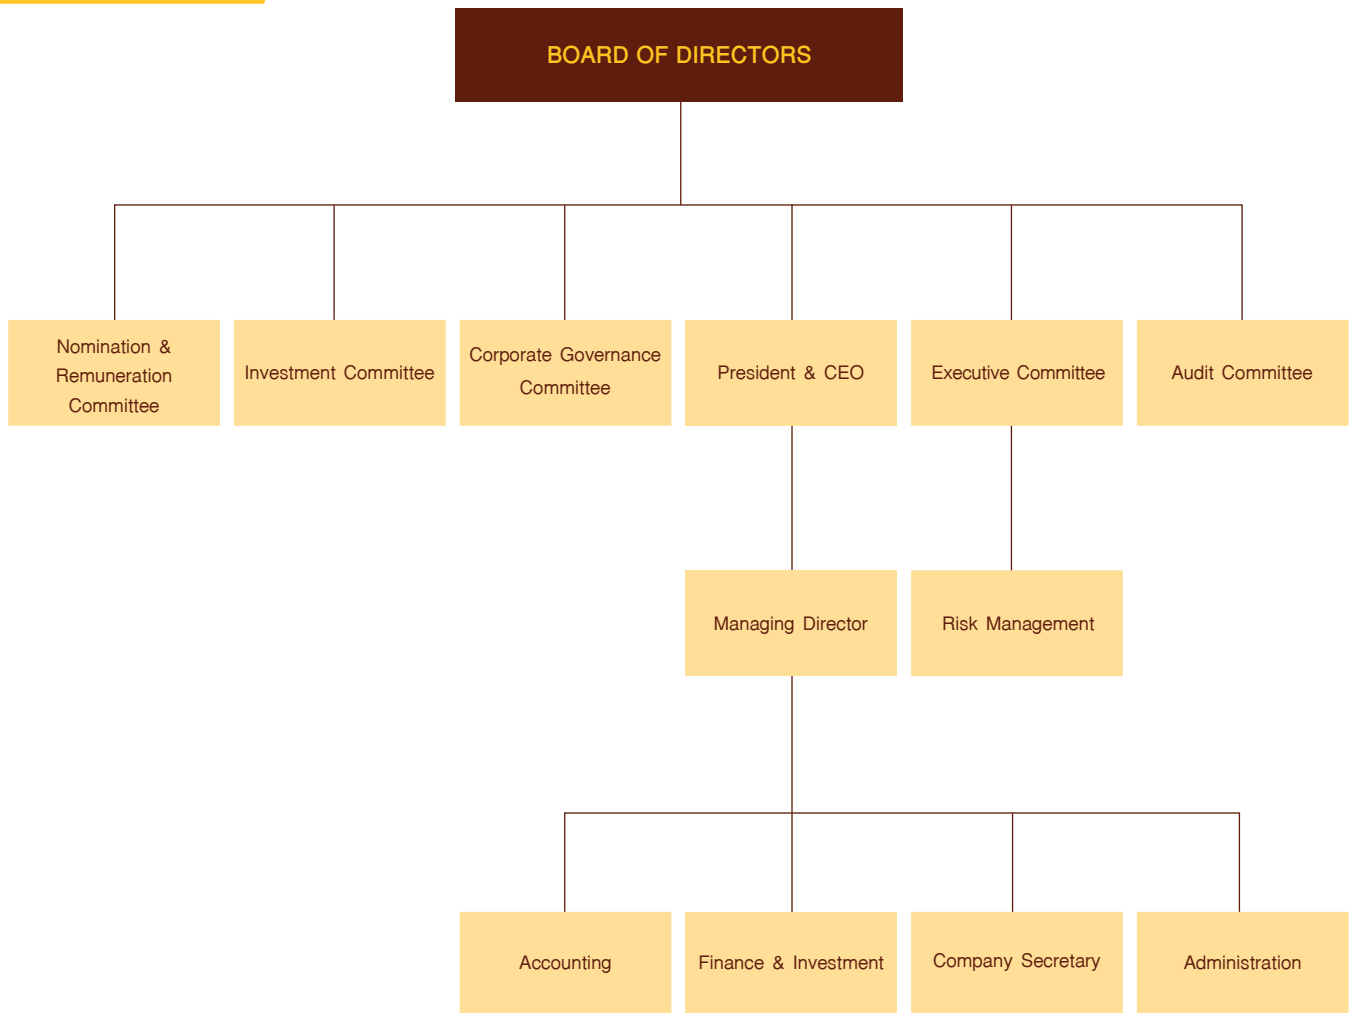 BOARD OF DIRECTORS
Nomination &
Remuneration
Committee
Investment Committee
Corporate Governance
Committee
President & CEO
Executive Committee
Audit Committee
Managing Director
Risk Management
Accounting
Finance & Investment
Company Secretary
Administration